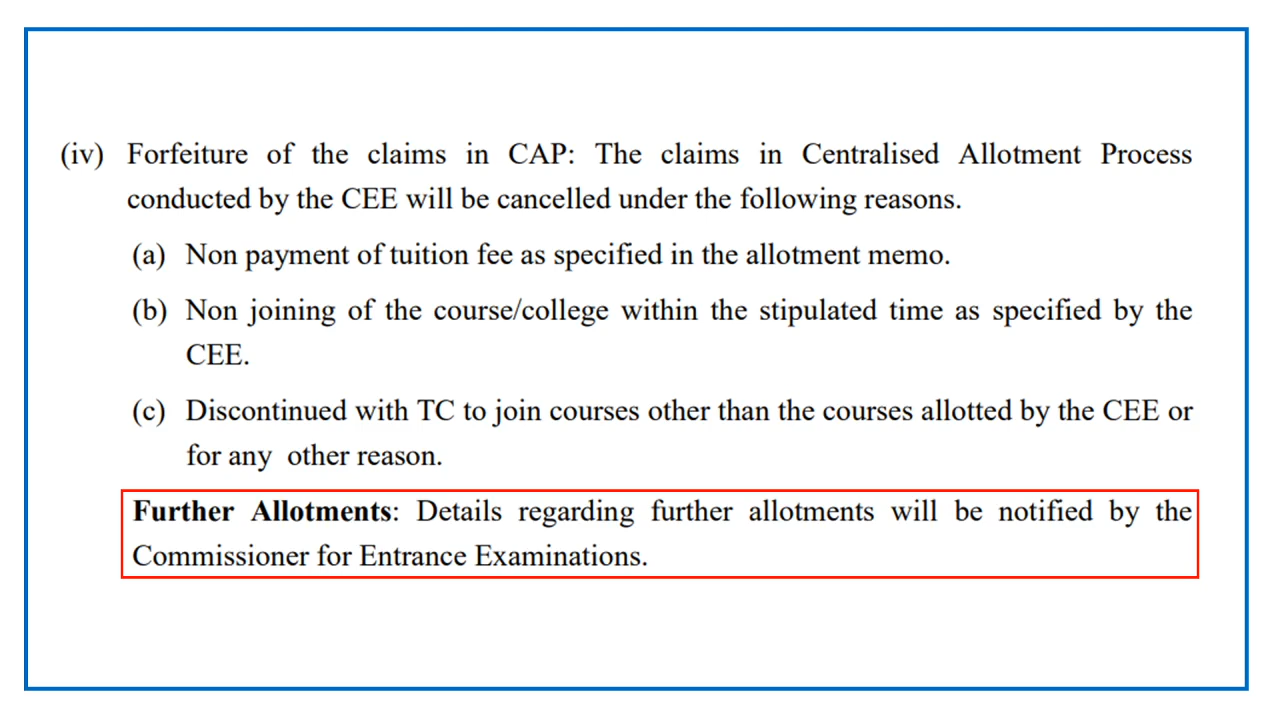 (iv) Forfeiture of the claims in CAP: The claims in Centralised Allotment Process
conducted by the CEE will be cancelled under the following reasons.
(a) Non payment of tuition fee as specified in the allotment memo.
(b) Non joining of the course/college within the stipulated time as specified by the
CEE.
(c) Discontinued with TC to join courses other than the courses allotted by the CEE or
for any other reason.
Further Allotments: Details regarding further allotments will be notified by the
Commissioner for Entrance Examinations.